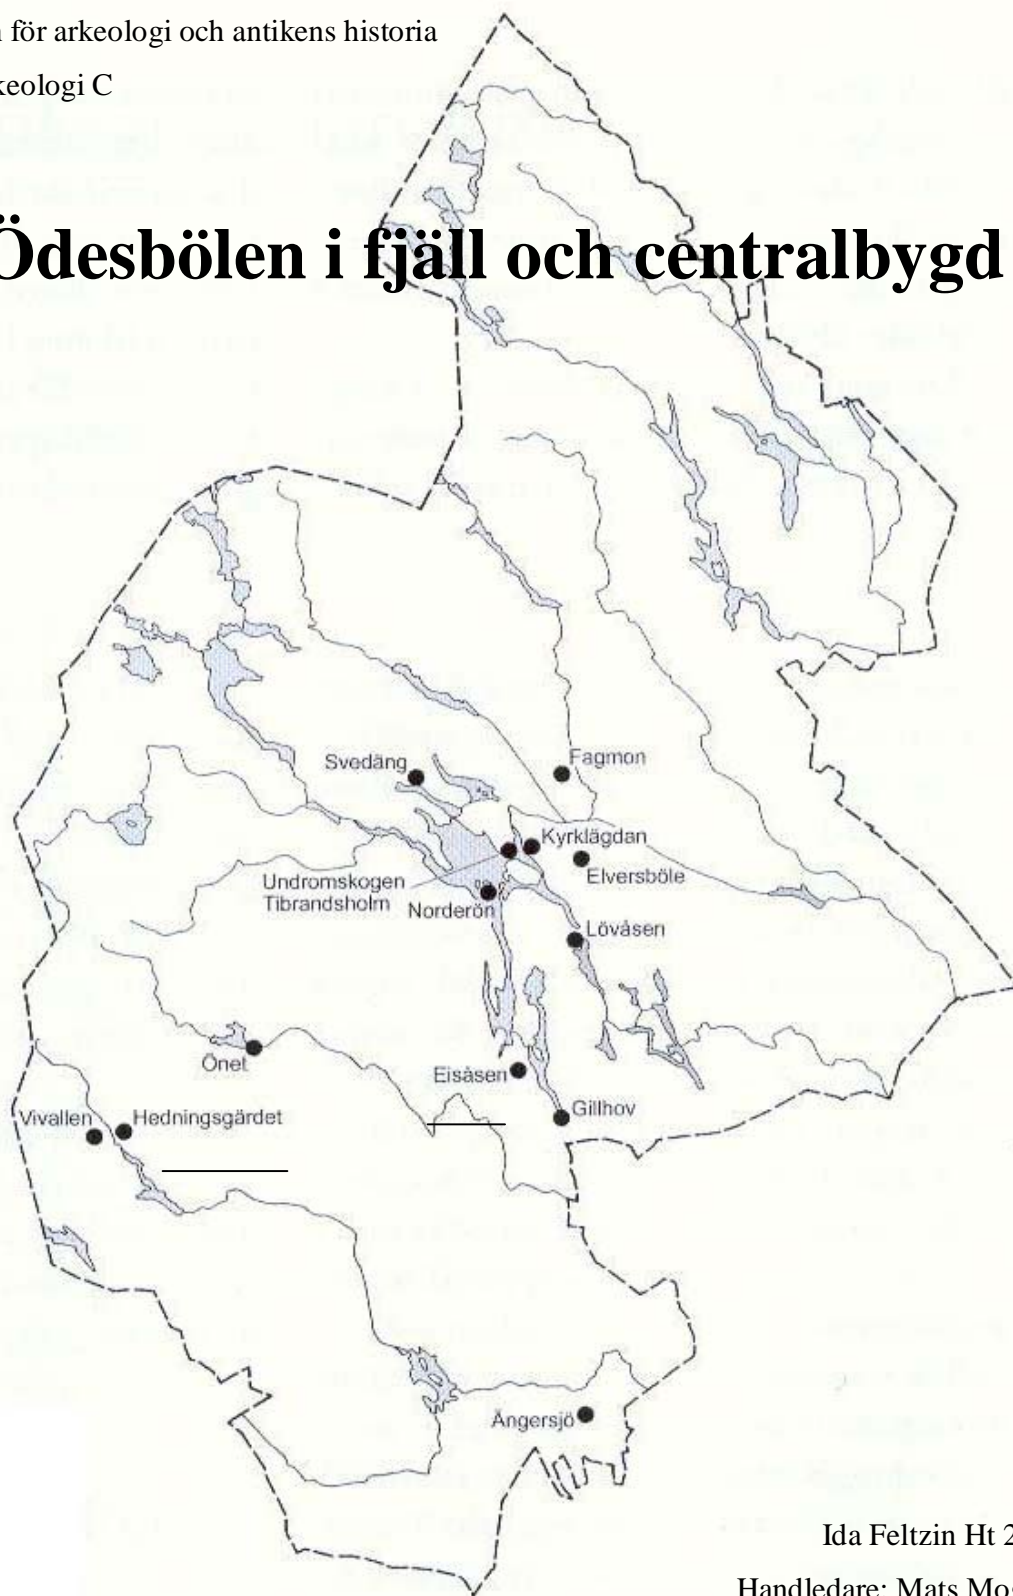 för arkeologi och antikens historia
C
Ödesbölen i fjäll och centralbygd
Svedäng
Fagmon
Kyrklägdan
Undromskogen
Tibrandsholm
Elversböle
Norderön
Lövåsen
Önet
Eisåsen
Gillhov
Vivallen
Hedningsgärdet
Ängersjö
Ida Feltzin Ht
Handledare: Mats